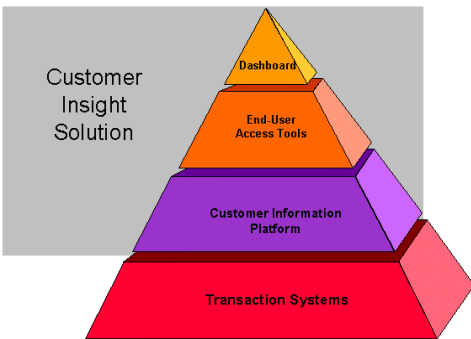 Dashboard
Customer
Insight
Solution
End-User
Access Tools
Customer Information
Platform
Transaction Systems